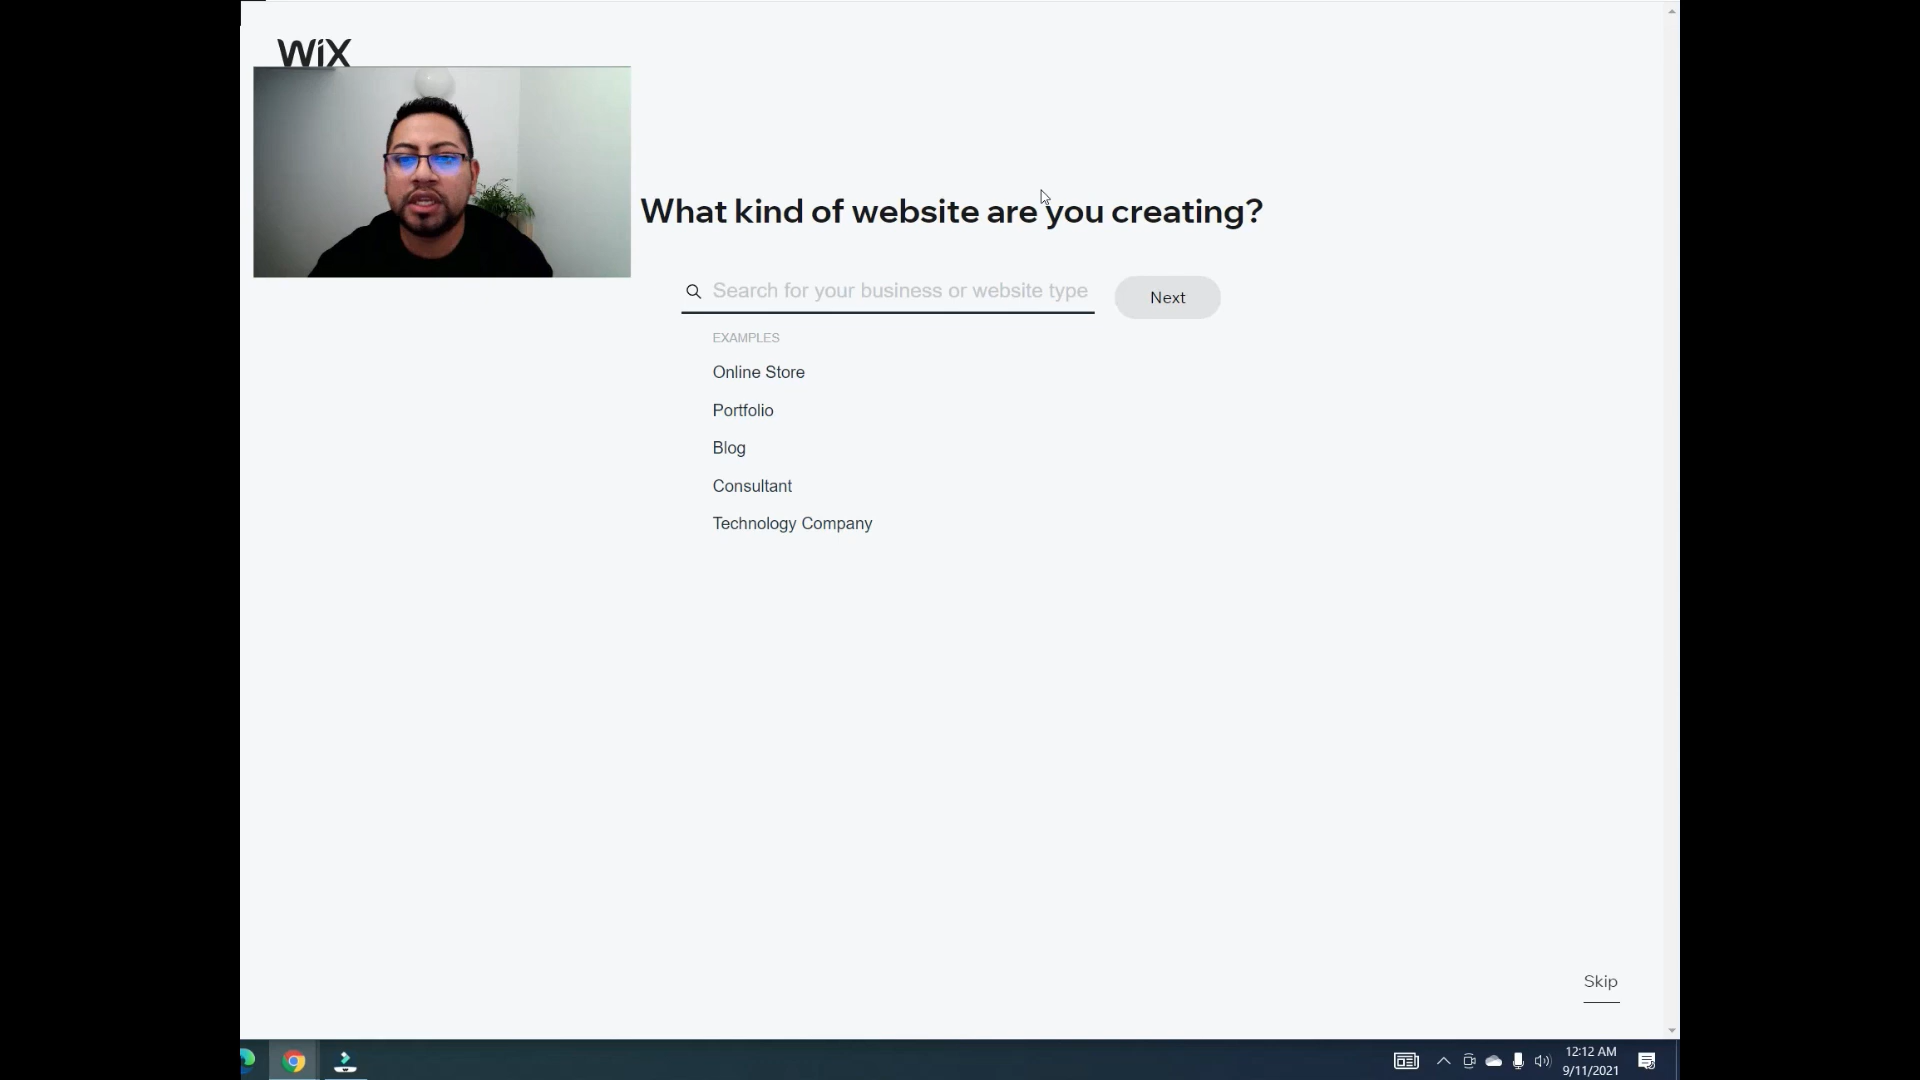 WiX
What kind of website are you creating?
Search for your business or website type
Next
EXAMPLES
Online Store
Portfolio
Blog
Consultant
Technology Company
Skip
12:12 AM
9/11/2021